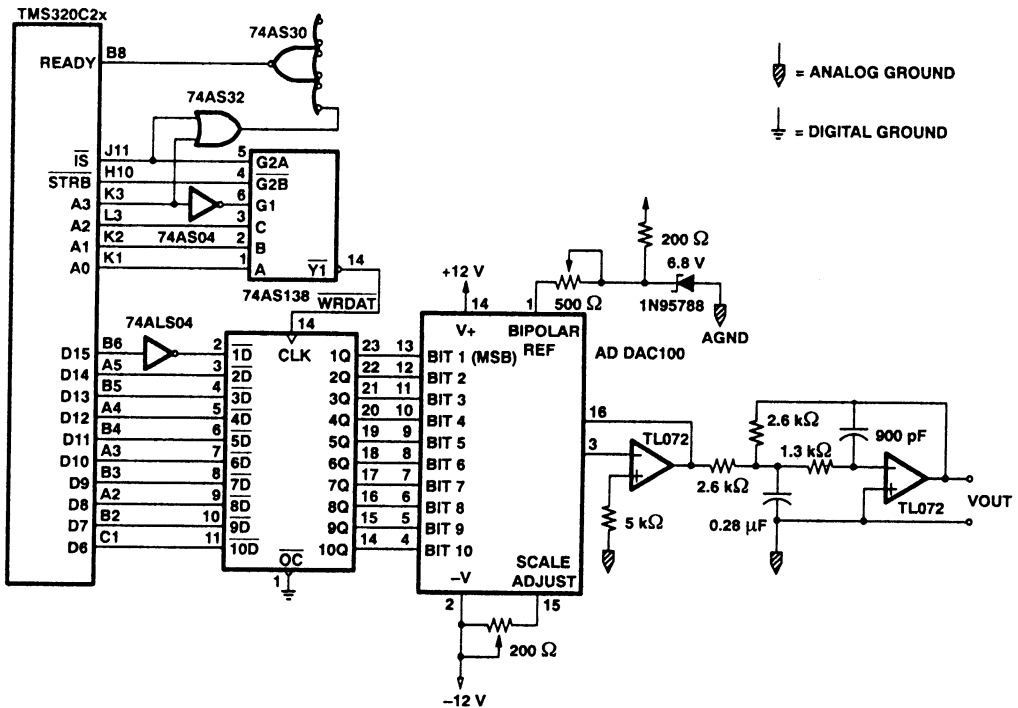 TMS320C2x
READY
B8
74AS30
74AS32
IS
J11
STRB
H10
A3
K3
A2
L3
A1
K2
A0
K1
74AS04
5
G2A
4
G2B
6
G1
3
C
2
B
1
A
Y1
14
74AS138
WRDAT
= ANALOG GROUND
= DIGITAL GROUND
200 Ω
6.8 V
1N95788
AGND
500 Ω
+12 V
14
1
V+
BIPOLAR
REF
AD DAC100
74ALS04
14
CLK
D15
B6
2
1D
1Q
23
13
BIT 1 (MSB)
D14
A5
3
2D
2Q
22
12
BIT 2
D13
B5
4
3D
3Q
21
11
BIT 3
D12
A4
5
4D
4Q
20
10
BIT 4
D11
B4
6
5D
5Q
19
9
BIT 5
D10
A3
7
6D
6Q
18
8
BIT 6
D9
B3
8
7D
7Q
17
7
BIT 7
D8
A2
9
8D
8Q
16
6
BIT 8
D7
B2
10
9D
9Q
15
5
BIT 9
D6
C1
11
10D
10Q
14
4
BIT 10
OC
1
–V
SCALE
ADJUST
2
15
200 Ω
–12 V
16
3
TL072
5 kΩ
2.6 kΩ
2.6 kΩ
1.3 kΩ
900 pF
0.28 µF
TL072
VOUT